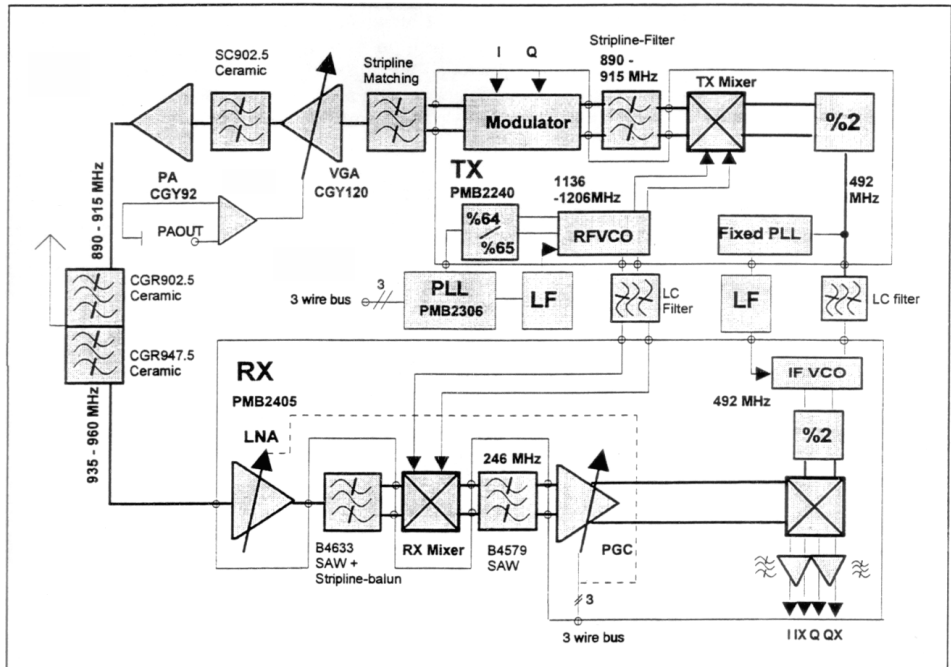 SC902.5
Ceramic
Stripline
Matching
I Q
Stripline-Filter
890 -
915 MHz
TX Mixer
Modulator
%2
PA
CGY92
VGA
CGY120
TX
PMB2240
1136
-1206MHz
492
MHz
890 - 915 MHz
PAOUT
%64
%65
RFVCO
Fixed PLL
CGR902.5
Ceramic
3 wire bus
3
PLL
PMB2306
LF
LC
Filter
LF
LC filter
CGR947.5
Ceramic
RX
PMB2405
IF VCO
492 MHz
935 - 960 MHz
LNA
%2
246 MHz
RX Mixer
B4633
SAW +
Stripline-balun
B4579
SAW
PGC
3
3 wire bus
I IX Q QX